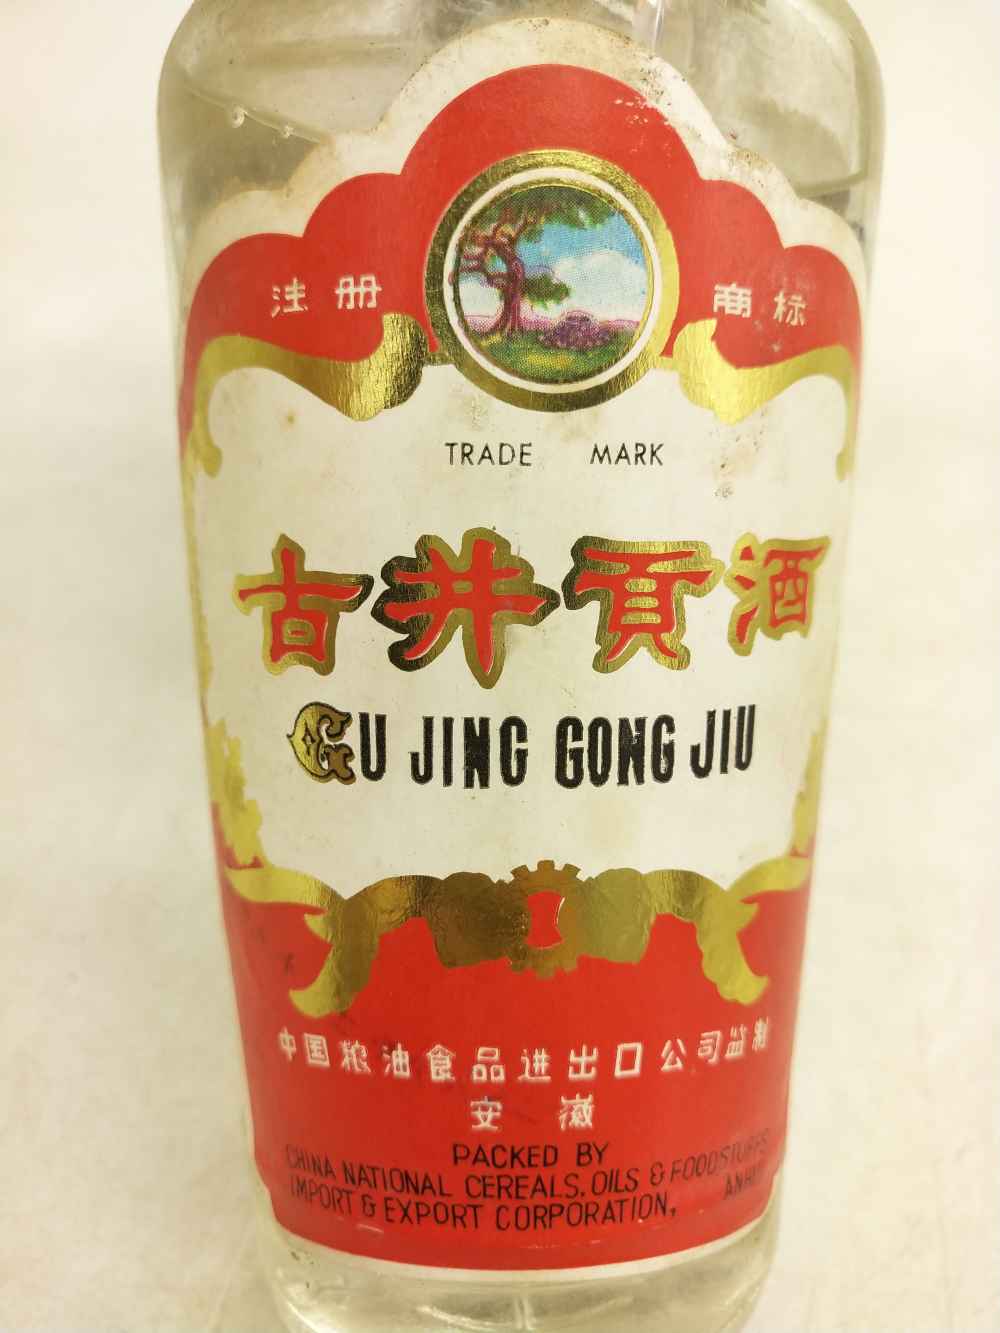 注册 商标
TRADE MARK
古井贡酒
GU JING GONG JIU
中国粮油食品进出口公司监制
安徽
PACKED BY
CHINA NATIONAL CEREALS, OILS & FOODSTUFFS
IMPORT & EXPORT CORPORATION, ANHUI